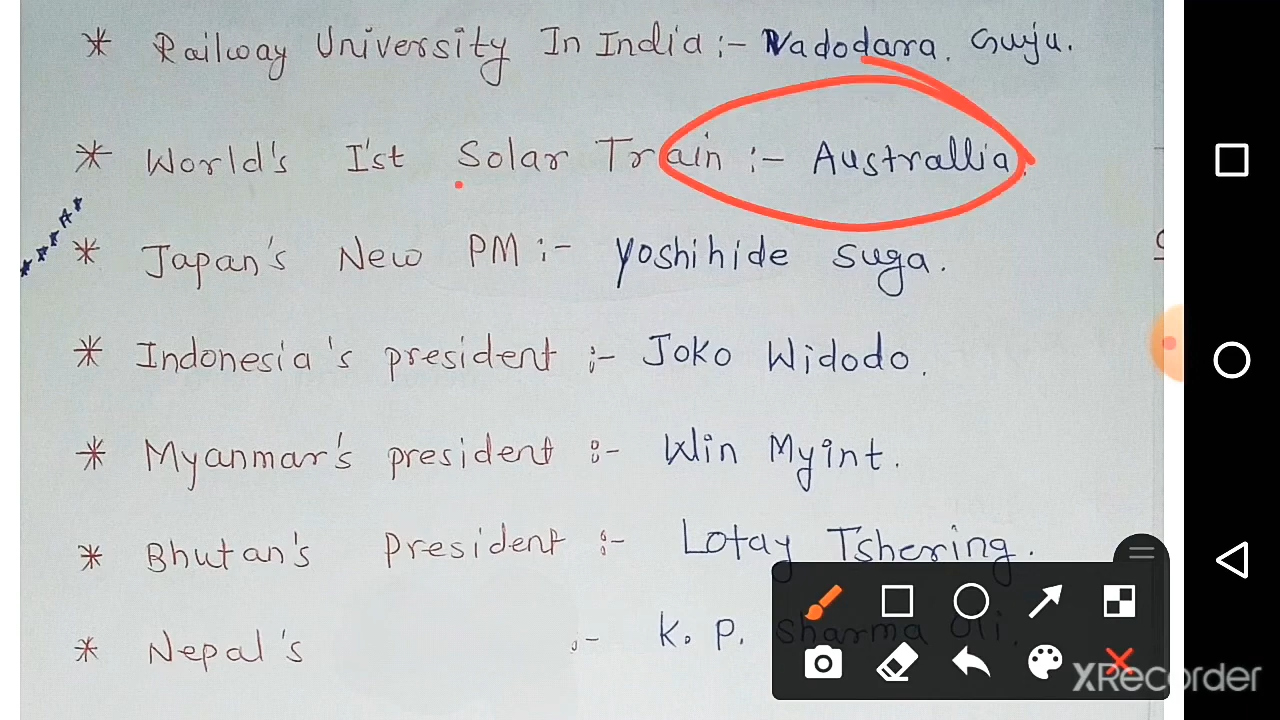 * Railway University In India :- Vadodara. Guju.
* World's I'st Solar Train :- Australlia.
* Japan's New PM :- Yoshihide Suga.
* Indonesia's president :- Joko Widodo.
* Myanmar's president :- Win Myint.
* Bhutan's president :- Lotay Tshering.
* Nepal's :- K. P. Sharma Oli.
XRecorder